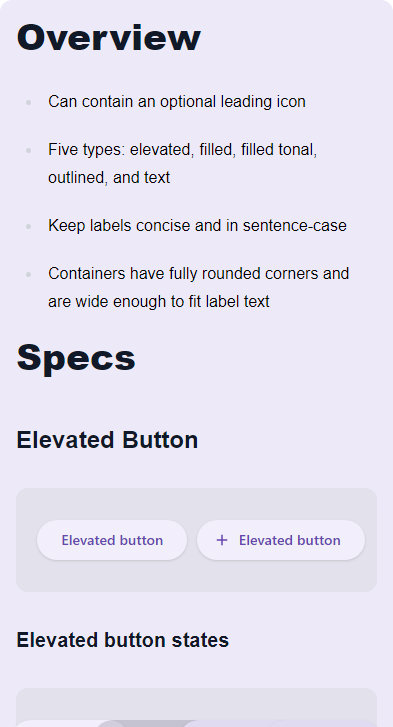 Overview
Can contain an optional leading icon
Five types: elevated, filled, filled tonal,
outlined, and text
Keep labels concise and in sentence-case
Containers have fully rounded corners and
are wide enough to fit label text
Specs
Elevated Button
Elevated button
+ Elevated button
Elevated button states